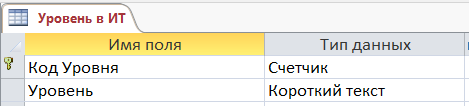 Уровень в ИТ
Имя поля Тип данных
Код Уровня Счетчик
Уровень Короткий текст